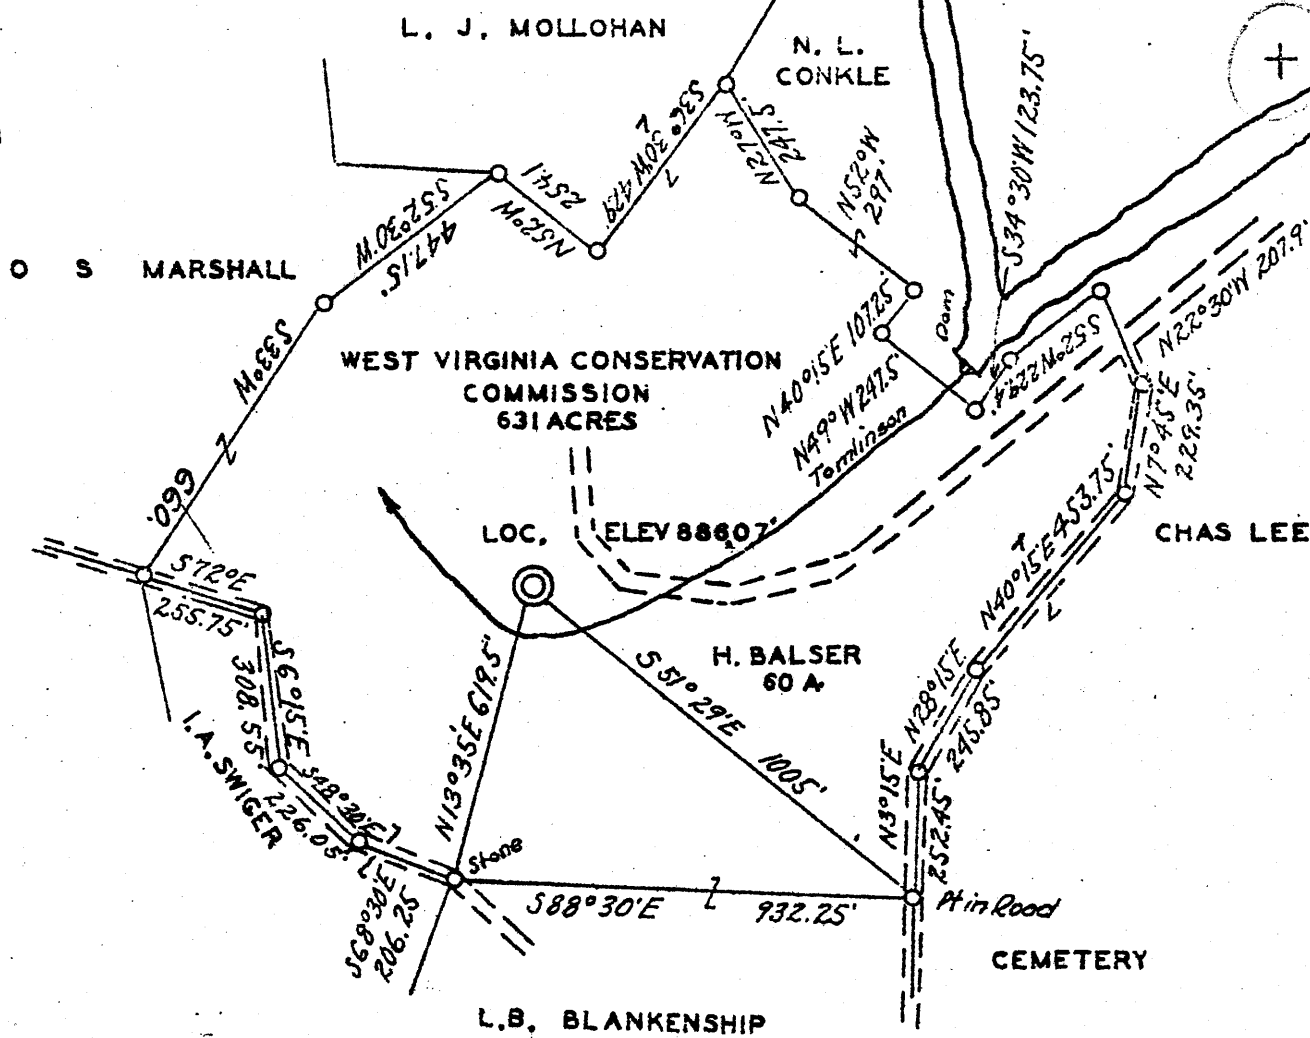 L. J. MOLLOHAN
N. L.
CONKLE
S34°30'W 123.75'
S36°30'W 429'
N27°W
247.5'
N52°W
297'
N52°W
254.1
S52°30'W
447.15'
O S MARSHALL
S33°W
660'
WEST VIRGINIA CONSERVATION
COMMISSION
631 ACRES
N40°15'E 107.25'
N49°W 247.5'
Tomlinson
Dam
S52°W 229.4'
N22°30'W 207.9'
N7°45'E
229.35'
CHAS LEE
N40°15'E 453.75'
LOC. ELEV 886.07'
S72°E
255.75'
S6°15'E
308.55'
I. A. SWIGER
S48°30'E
226.05'
S68°30'E
206.25
N13°35'E 619.5'
S51°29'E 1005'
H. BALSER
60 A.
N28°15'E
245.85'
N3°15'E
252.45'
Stone
S88°30'E 932.25'
Pt in Road
CEMETERY
L.B. BLANKENSHIP